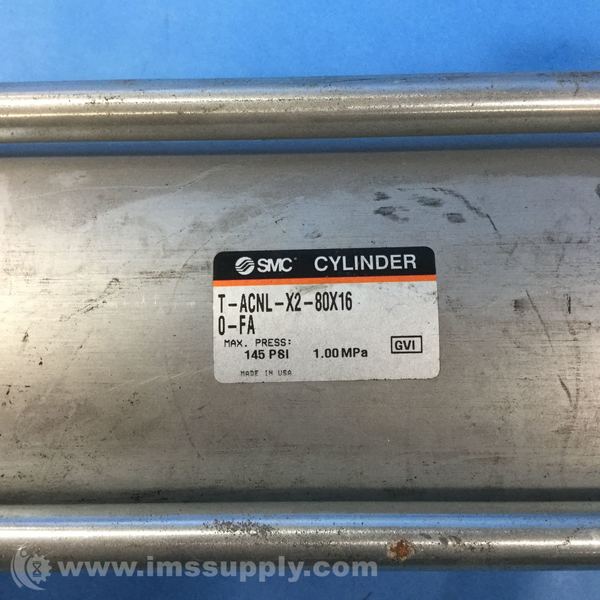 SMC CYLINDER
T-ACNL-X2-80X16
0-FA
MAX. PRESS:
145 PSI 1.00 MPa GVI
MADE IN USA
www.imssupply.com